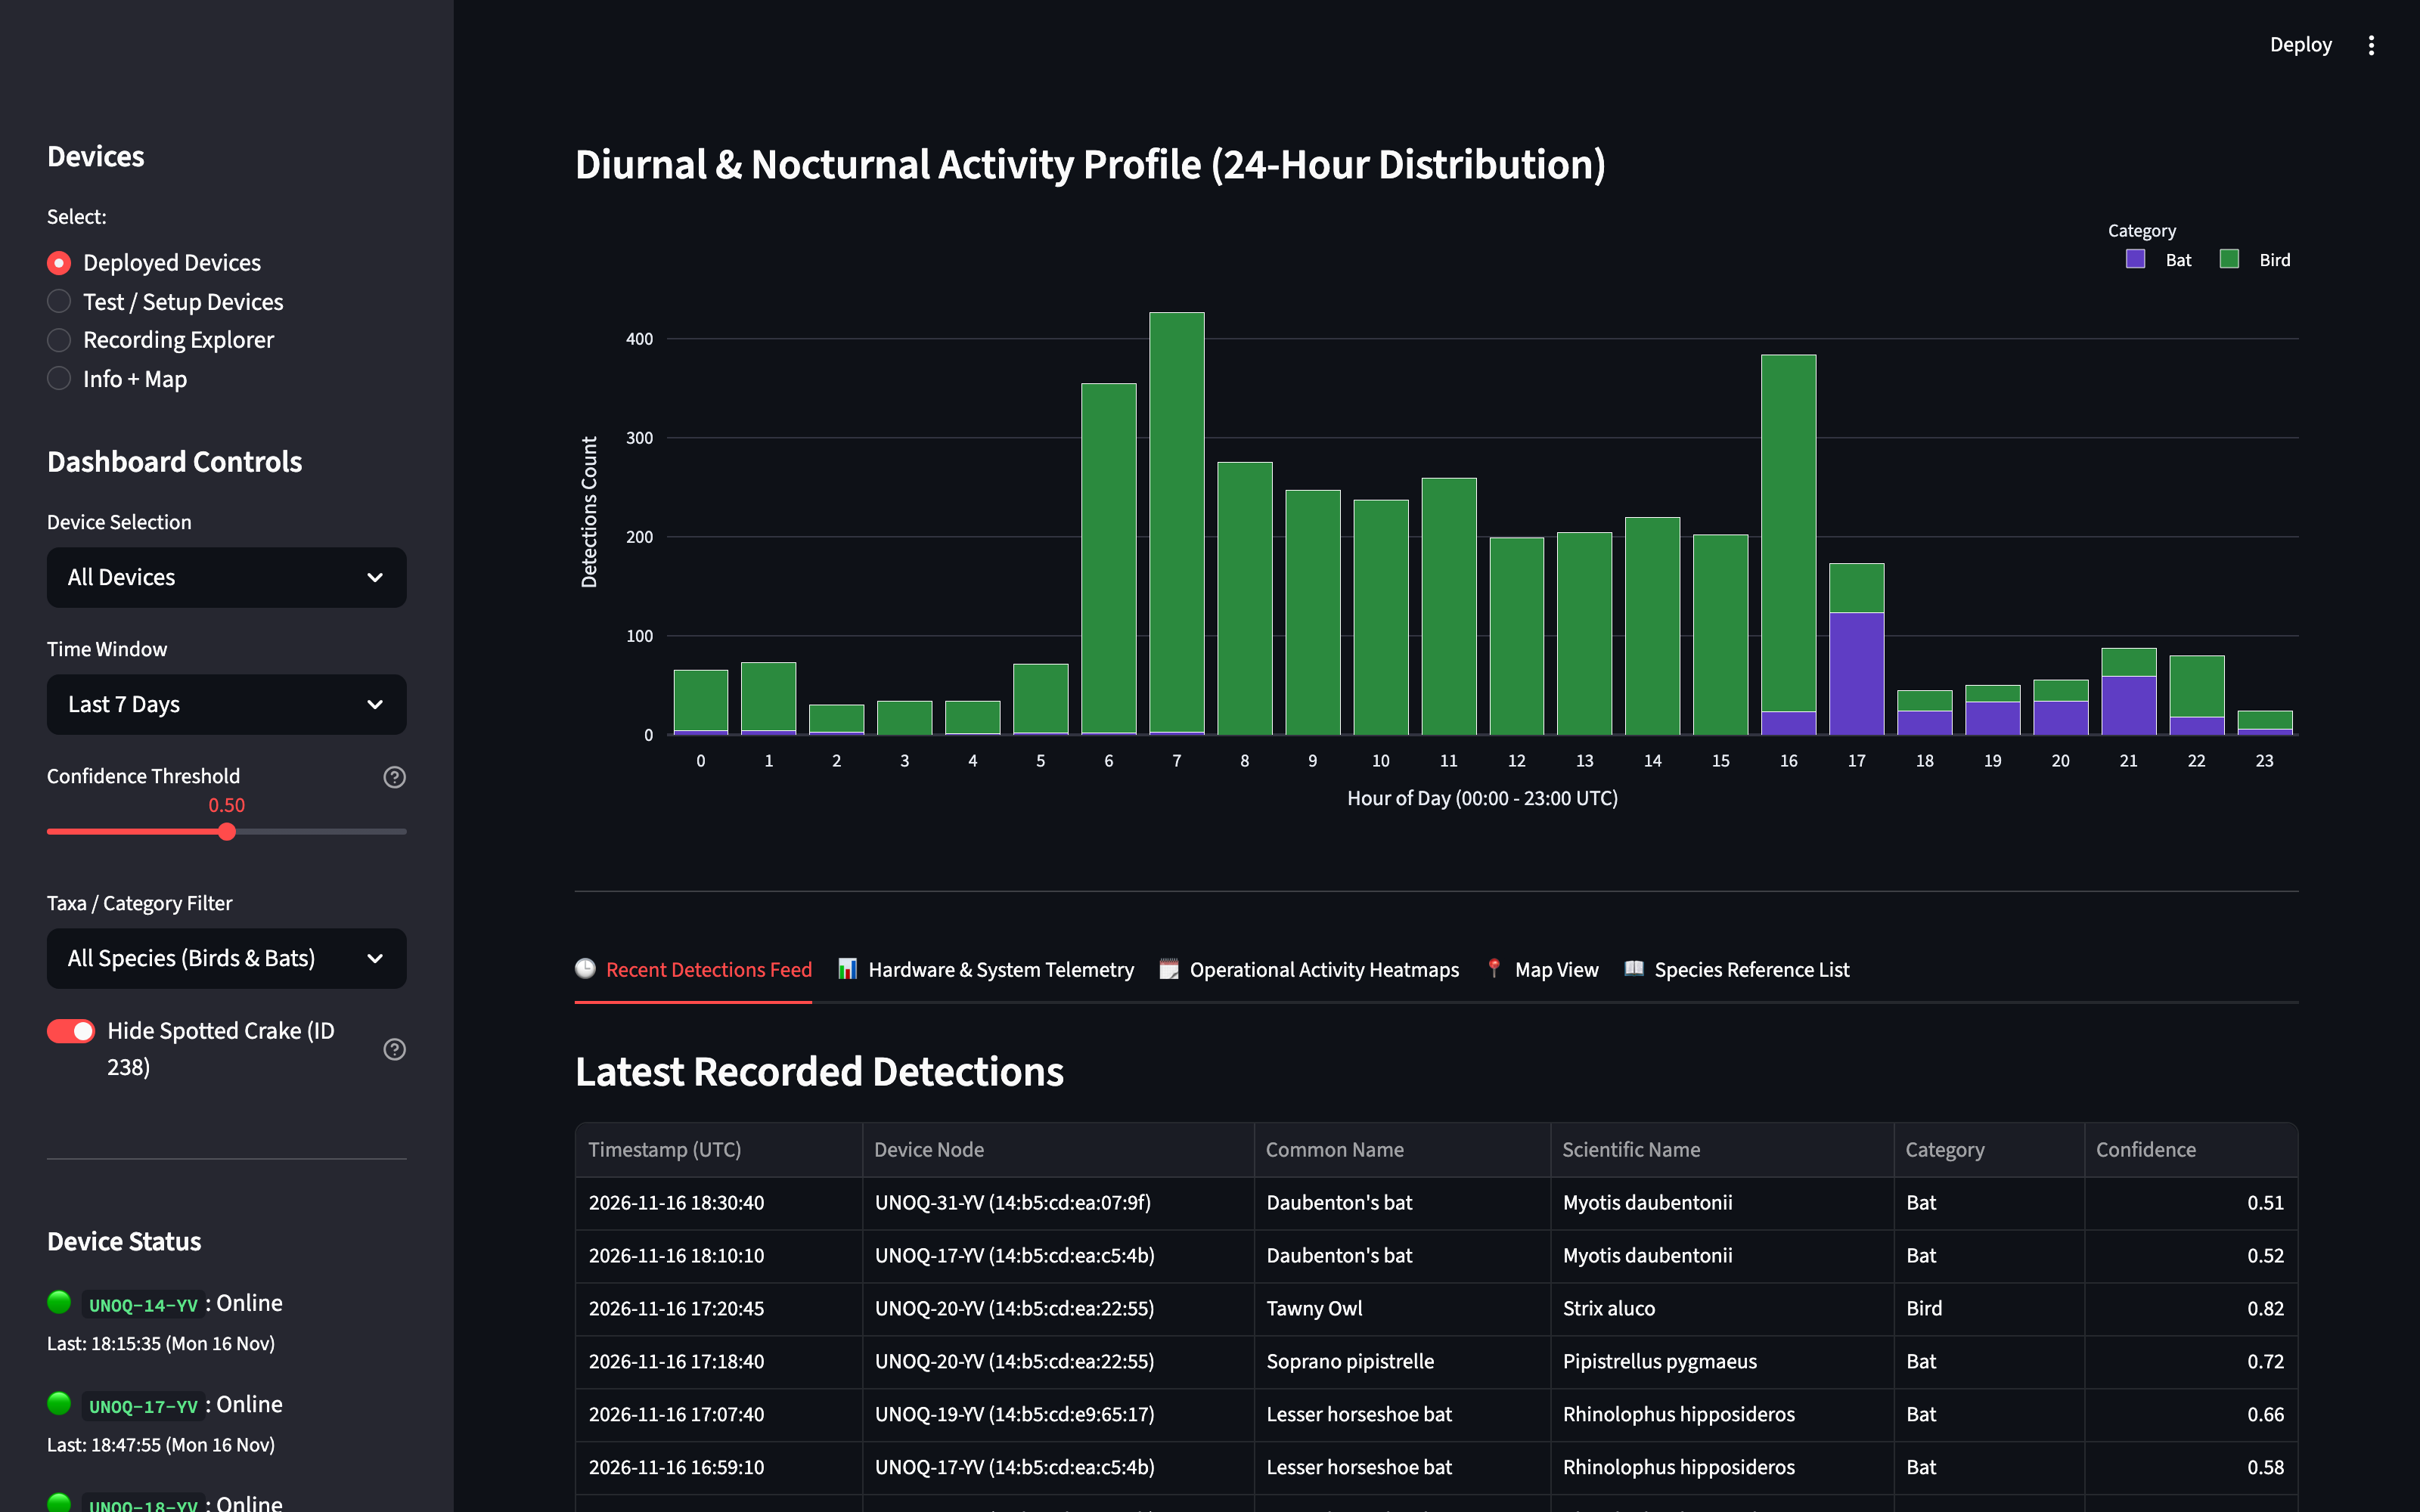 Deploy
Devices
Select:
Deployed Devices
Test / Setup Devices
Recording Explorer
Info + Map
Dashboard Controls
Device Selection
All Devices
Time Window
Last 7 Days
Confidence Threshold
0.50
Taxa / Category Filter
All Species (Birds & Bats)
Hide Spotted Crake (ID
238)
Device Status
UNOQ-14-YV : Online
Last: 18:15:35 (Mon 16 Nov)
UNOQ-17-YV : Online
Last: 18:47:55 (Mon 16 Nov)
UNOQ-18-YV : Online
Diurnal & Nocturnal Activity Profile (24-Hour Distribution)
Category
Bat Bird
Detections Count
400
300
200
100
0
0 1 2 3 4 5 6 7 8 9 10 11 12 13 14 15 16 17 18 19 20 21 22 23
Hour of Day (00:00 - 23:00 UTC)
Recent Detections Feed Hardware & System Telemetry Operational Activity Heatmaps Map View Species Reference List
Latest Recorded Detections
Timestamp (UTC) Device Node Common Name Scientific Name Category Confidence
2026-11-16 18:30:40 UNOQ-31-YV (14:b5:cd:ea:07:9f) Daubenton's bat Myotis daubentonii Bat 0.51
2026-11-16 18:10:10 UNOQ-17-YV (14:b5:cd:ea:c5:4b) Daubenton's bat Myotis daubentonii Bat 0.52
2026-11-16 17:20:45 UNOQ-20-YV (14:b5:cd:ea:22:55) Tawny Owl Strix aluco Bird 0.82
2026-11-16 17:18:40 UNOQ-20-YV (14:b5:cd:ea:22:55) Soprano pipistrelle Pipistrellus pygmaeus Bat 0.72
2026-11-16 17:07:40 UNOQ-19-YV (14:b5:cd:e9:65:17) Lesser horseshoe bat Rhinolophus hipposideros Bat 0.66
2026-11-16 16:59:10 UNOQ-17-YV (14:b5:cd:ea:c5:4b) Lesser horseshoe bat Rhinolophus hipposideros Bat 0.58